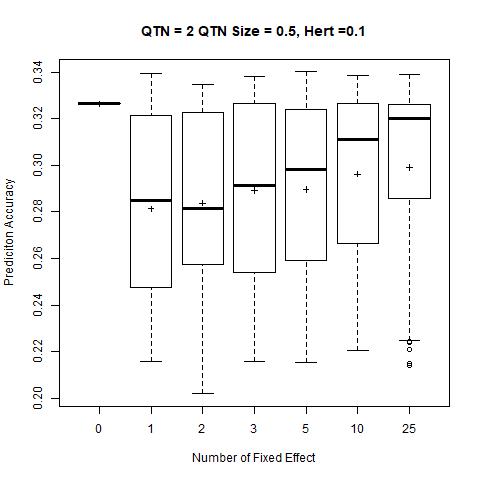 QTN = 2 QTN Size = 0.5, Hert =0.1
Prediciton Accuracy
0.34
0.32
0.30
0.28
0.26
0.24
0.22
0.20
0 1 2 3 5 10 25
Number of Fixed Effect